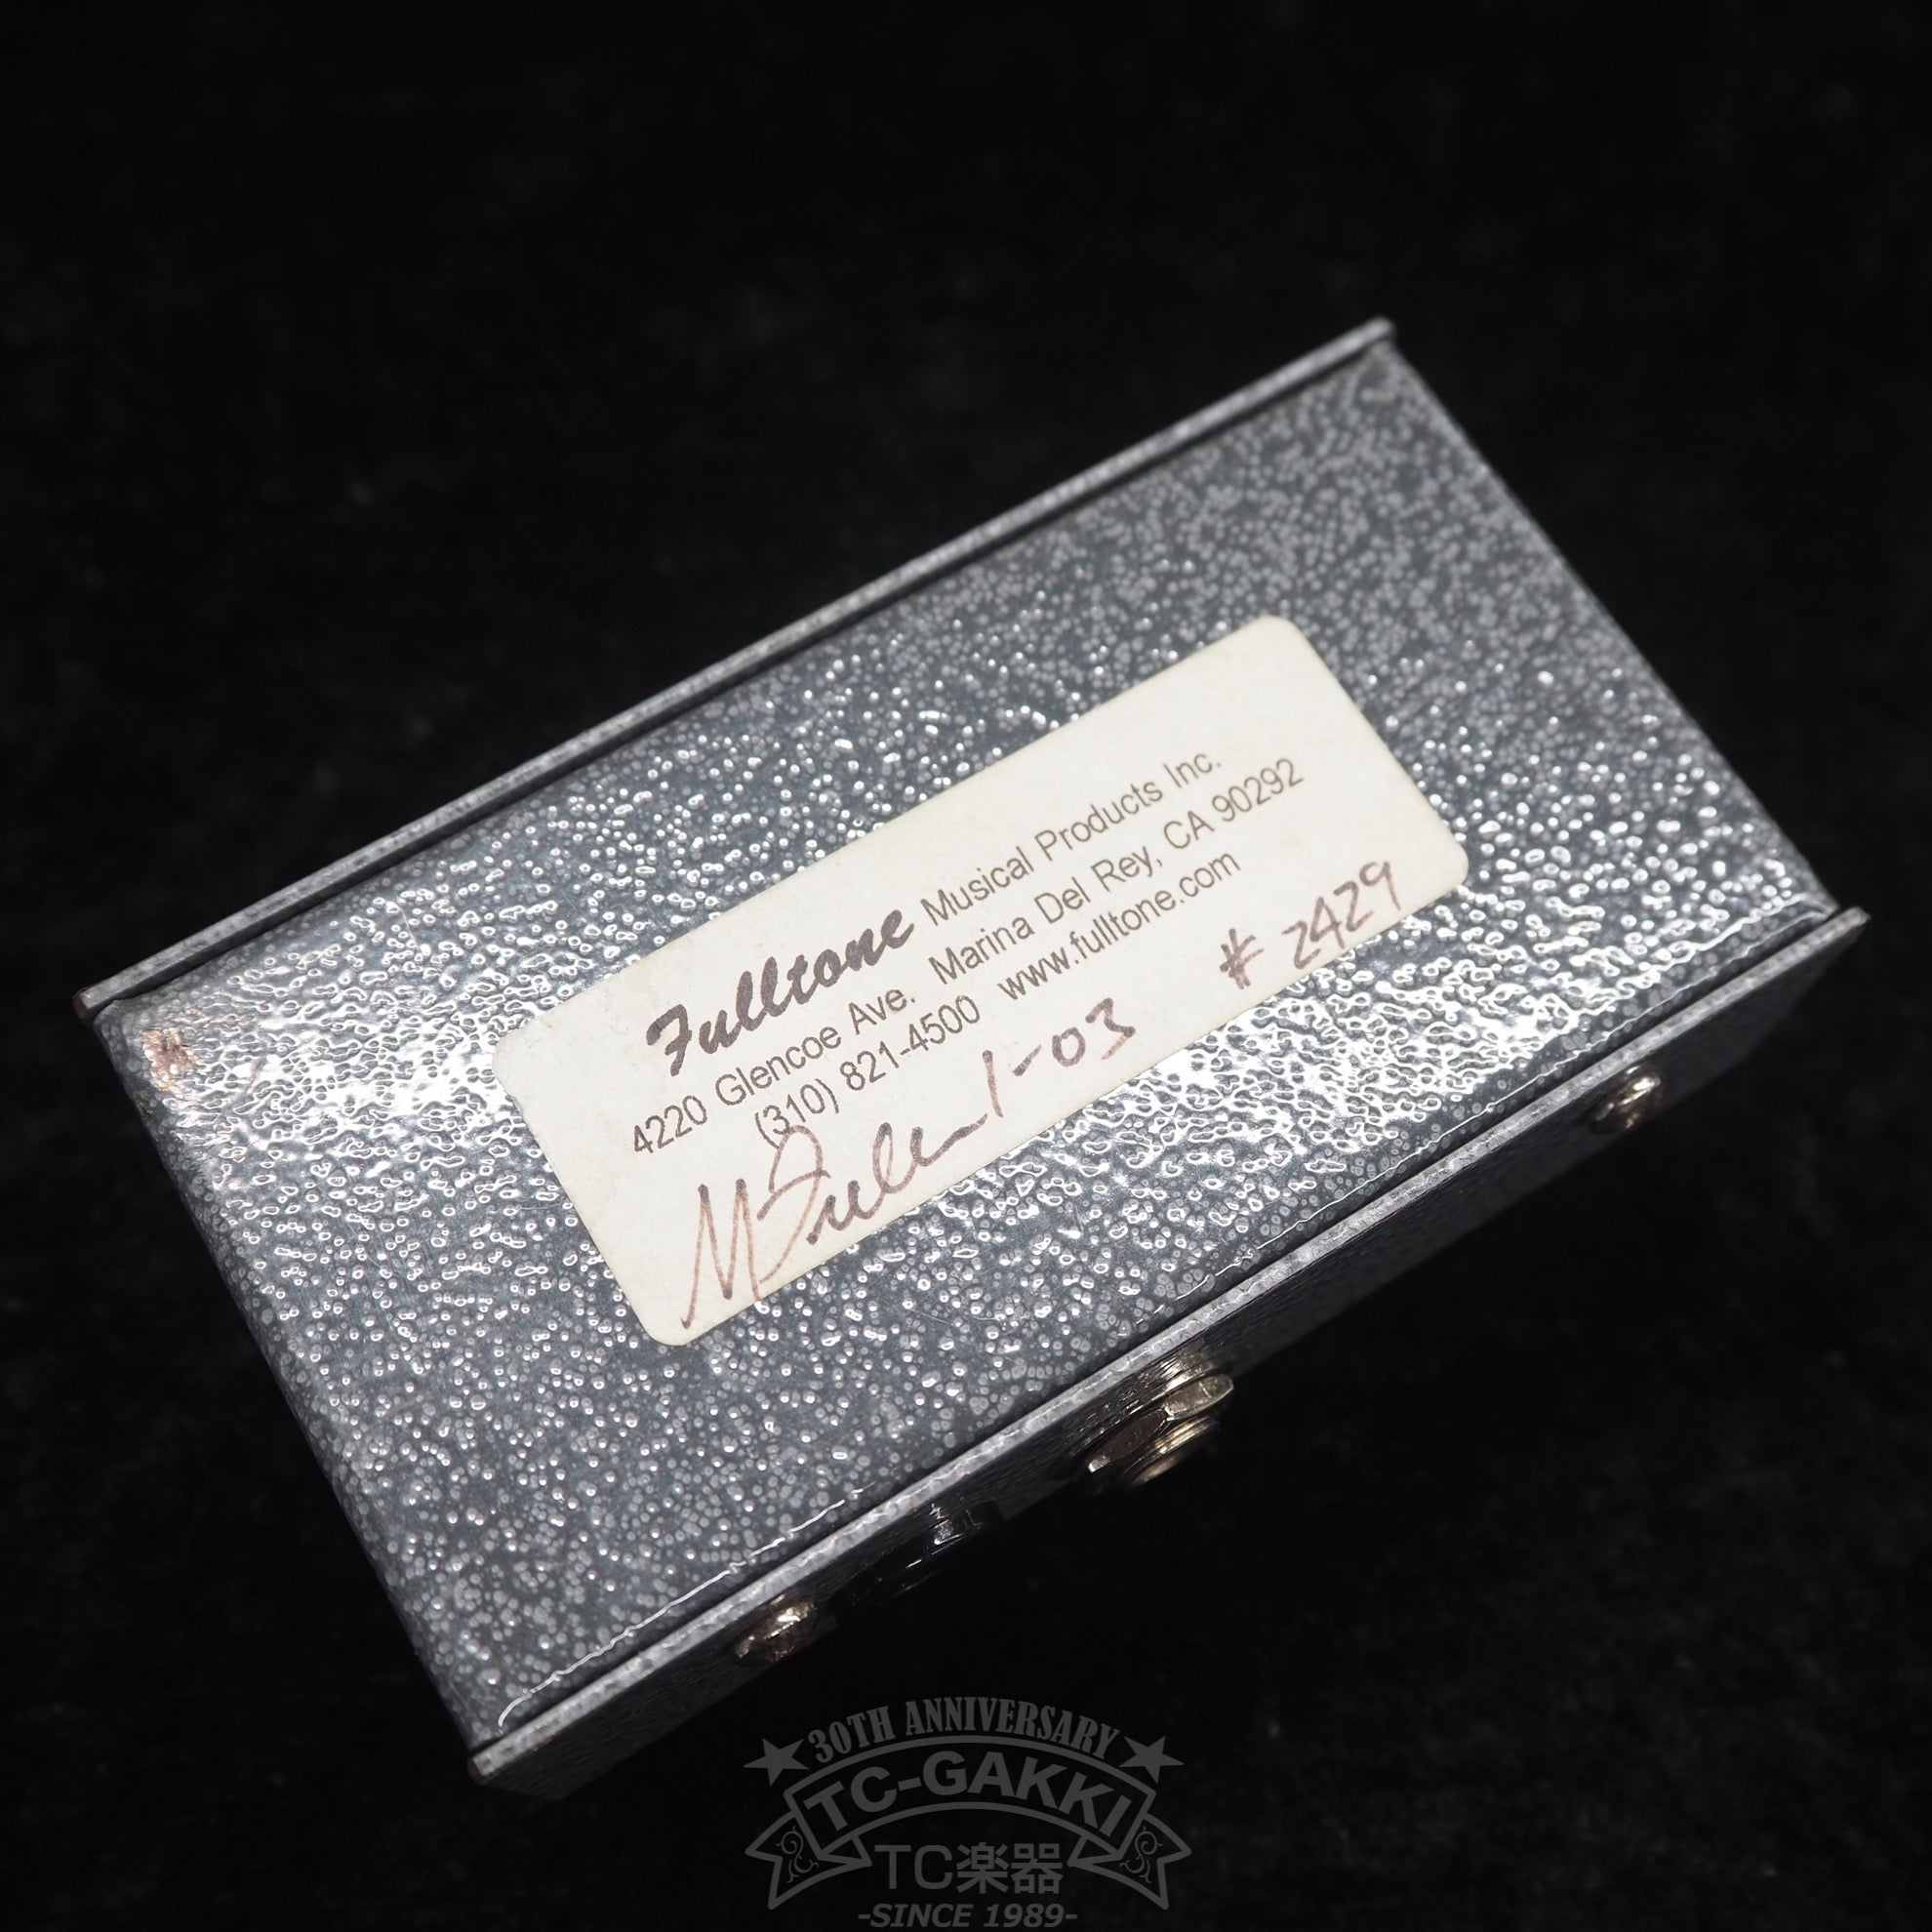 Fulltone Musical Products Inc.
4220 Glencoe Ave. Marina Del Rey, CA 90292
(310) 821-4500 www.fulltone.com
M Fuller 1-03 # 2429
30TH ANNIVERSARY
TC-GAKKI
TC楽器
-SINCE 1989-